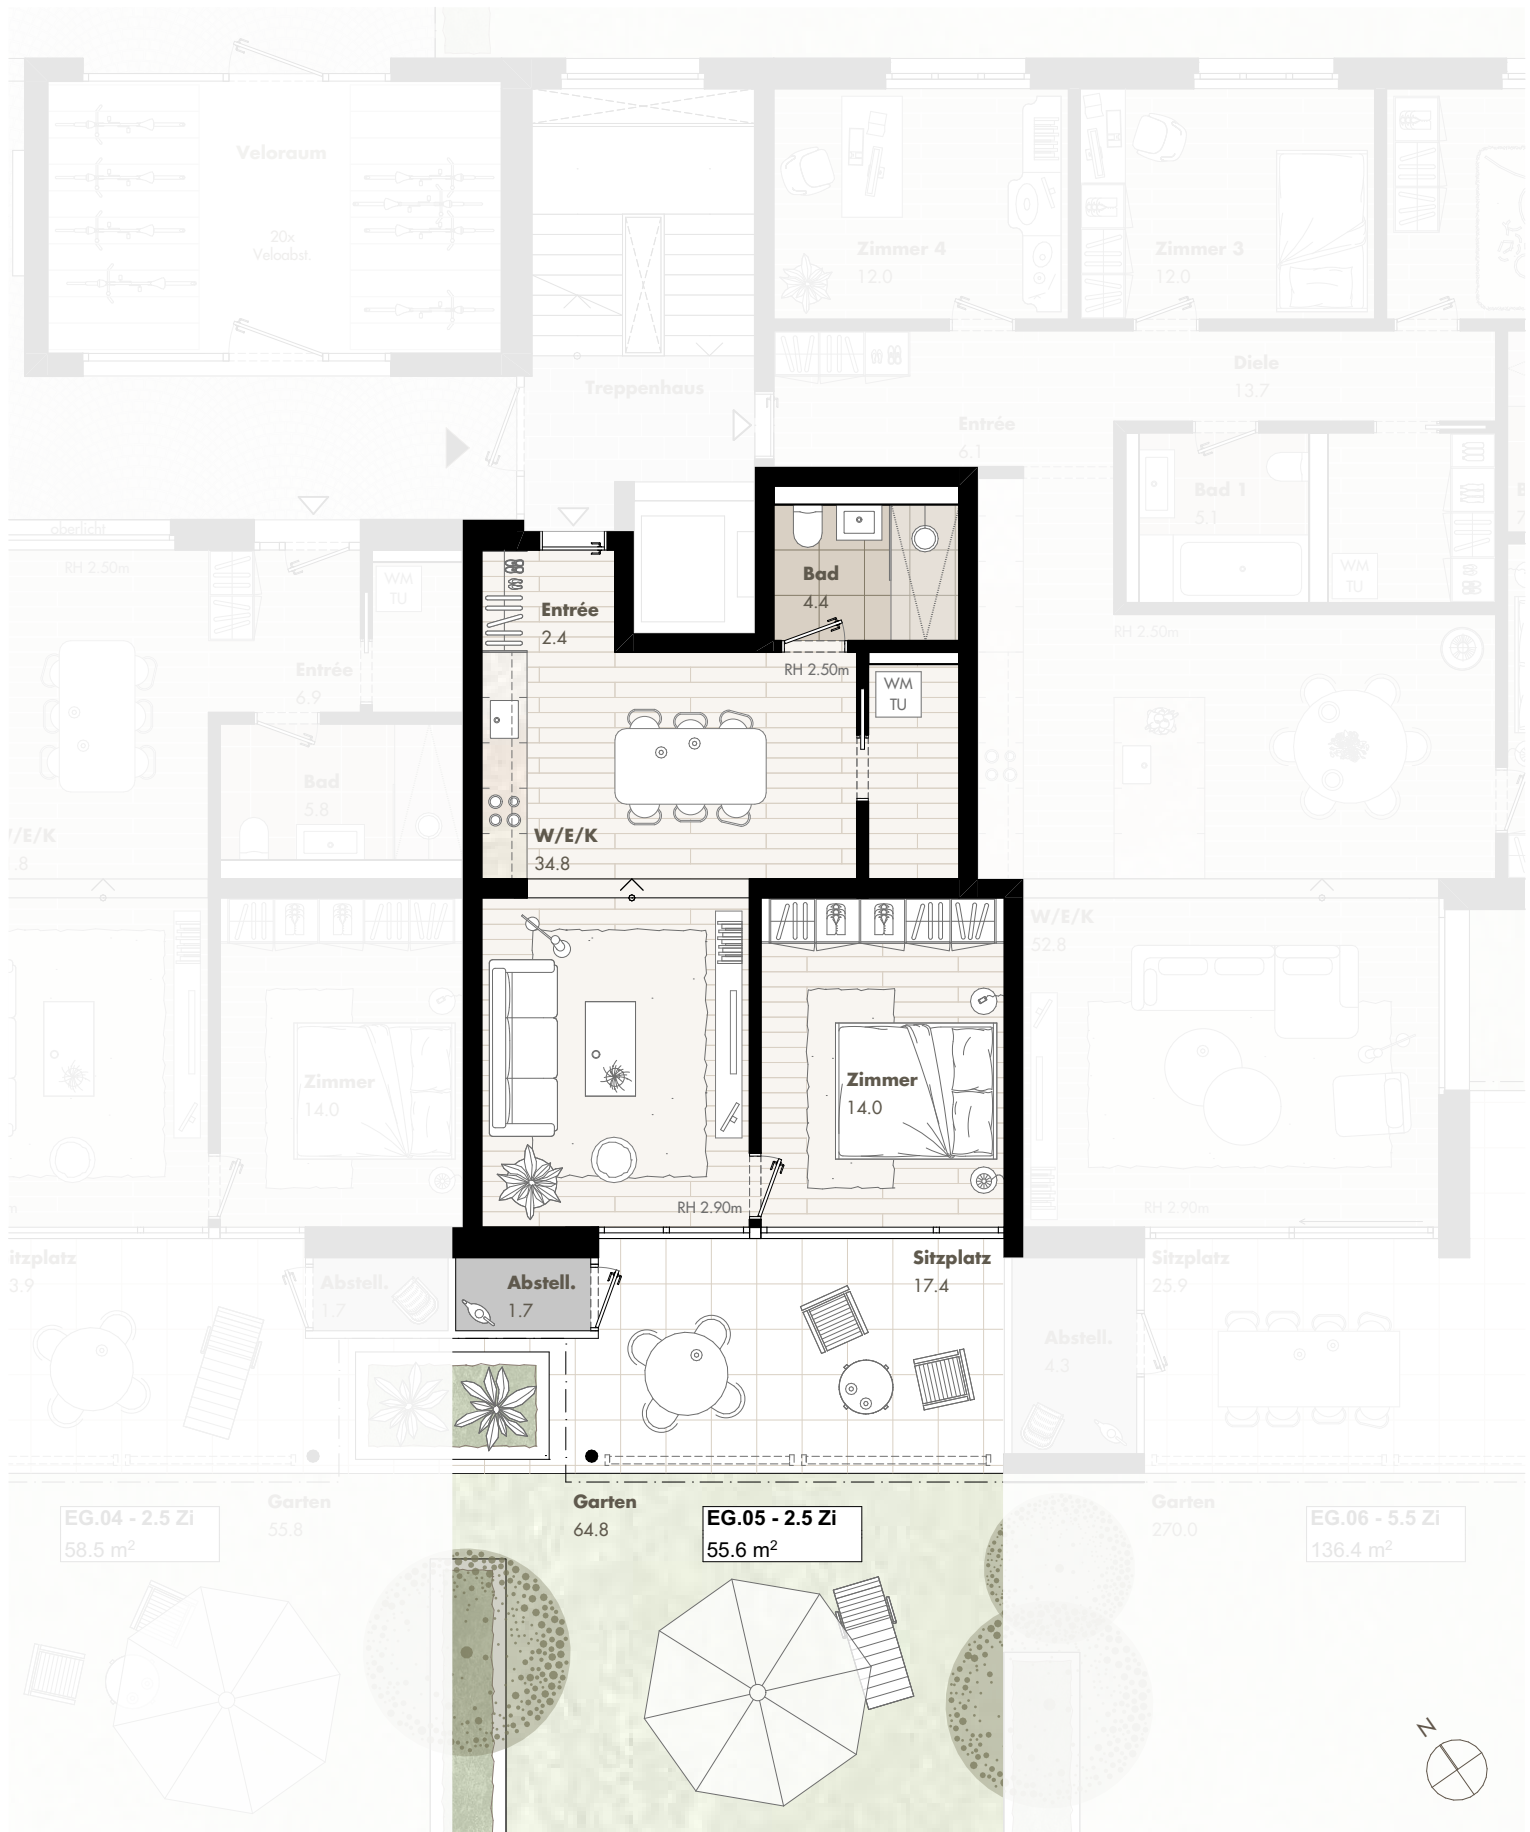 Veloraum
20x
Veloabst.
Zimmer 4
12.0
Zimmer 3
12.0
Treppenhaus
Diele
13.7
Entrée
6.1
Bad 1
5.1
WM
TU
oberlicht
RH 2.50m
WM
TU
Entrée
6.9
Bad
5.8
W/E/K
.8
Entrée
2.4
Bad
4.4
RH 2.50m
WM
TU
RH 2.50m
W/E/K
34.8
W/E/K
52.8
Zimmer
14.0
Zimmer
14.0
RH 2.90m
RH 2.90m
itzplatz
3.9
Abstell.
1.7
Abstell.
1.7
Sitzplatz
17.4
Sitzplatz
25.9
Abstell.
4.3
Garten
55.8
EG.04 - 2.5 Zi
58.5 m²
Garten
64.8
EG.05 - 2.5 Zi
55.6 m²
Garten
270.0
EG.06 - 5.5 Zi
136.4 m²
N